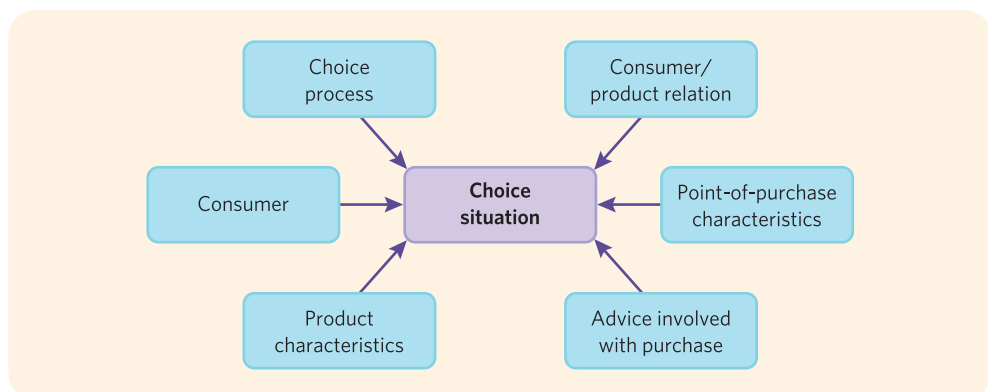 Choice
process
Consumer/
product relation
Consumer
Choice
situation
Point-of-purchase
characteristics
Product
characteristics
Advice involved
with purchase